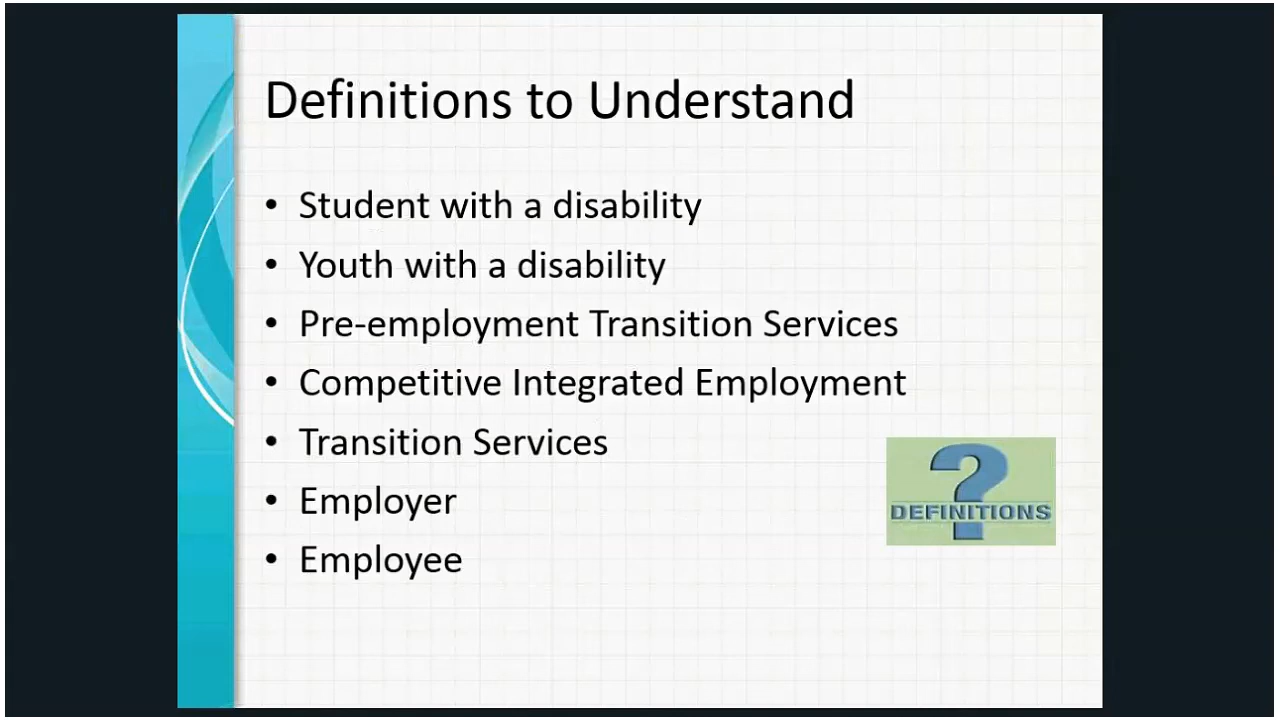 Definitions to Understand
• Student with a disability
• Youth with a disability
• Pre-employment Transition Services
• Competitive Integrated Employment
• Transition Services
• Employer
• Employee
?
DEFINITIONS